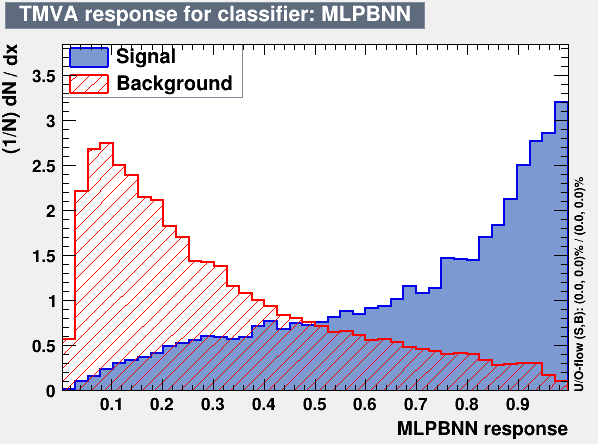 TMVA response for classifier: MLPBNN
Signal
Background
(1/N) dN / dx
3.5
3
2.5
2
1.5
1
0.5
0
0.1 0.2 0.3 0.4 0.5 0.6 0.7 0.8 0.9
MLPBNN response
U/O-flow (S,B): (0.0, 0.0)% / (0.0, 0.0)%